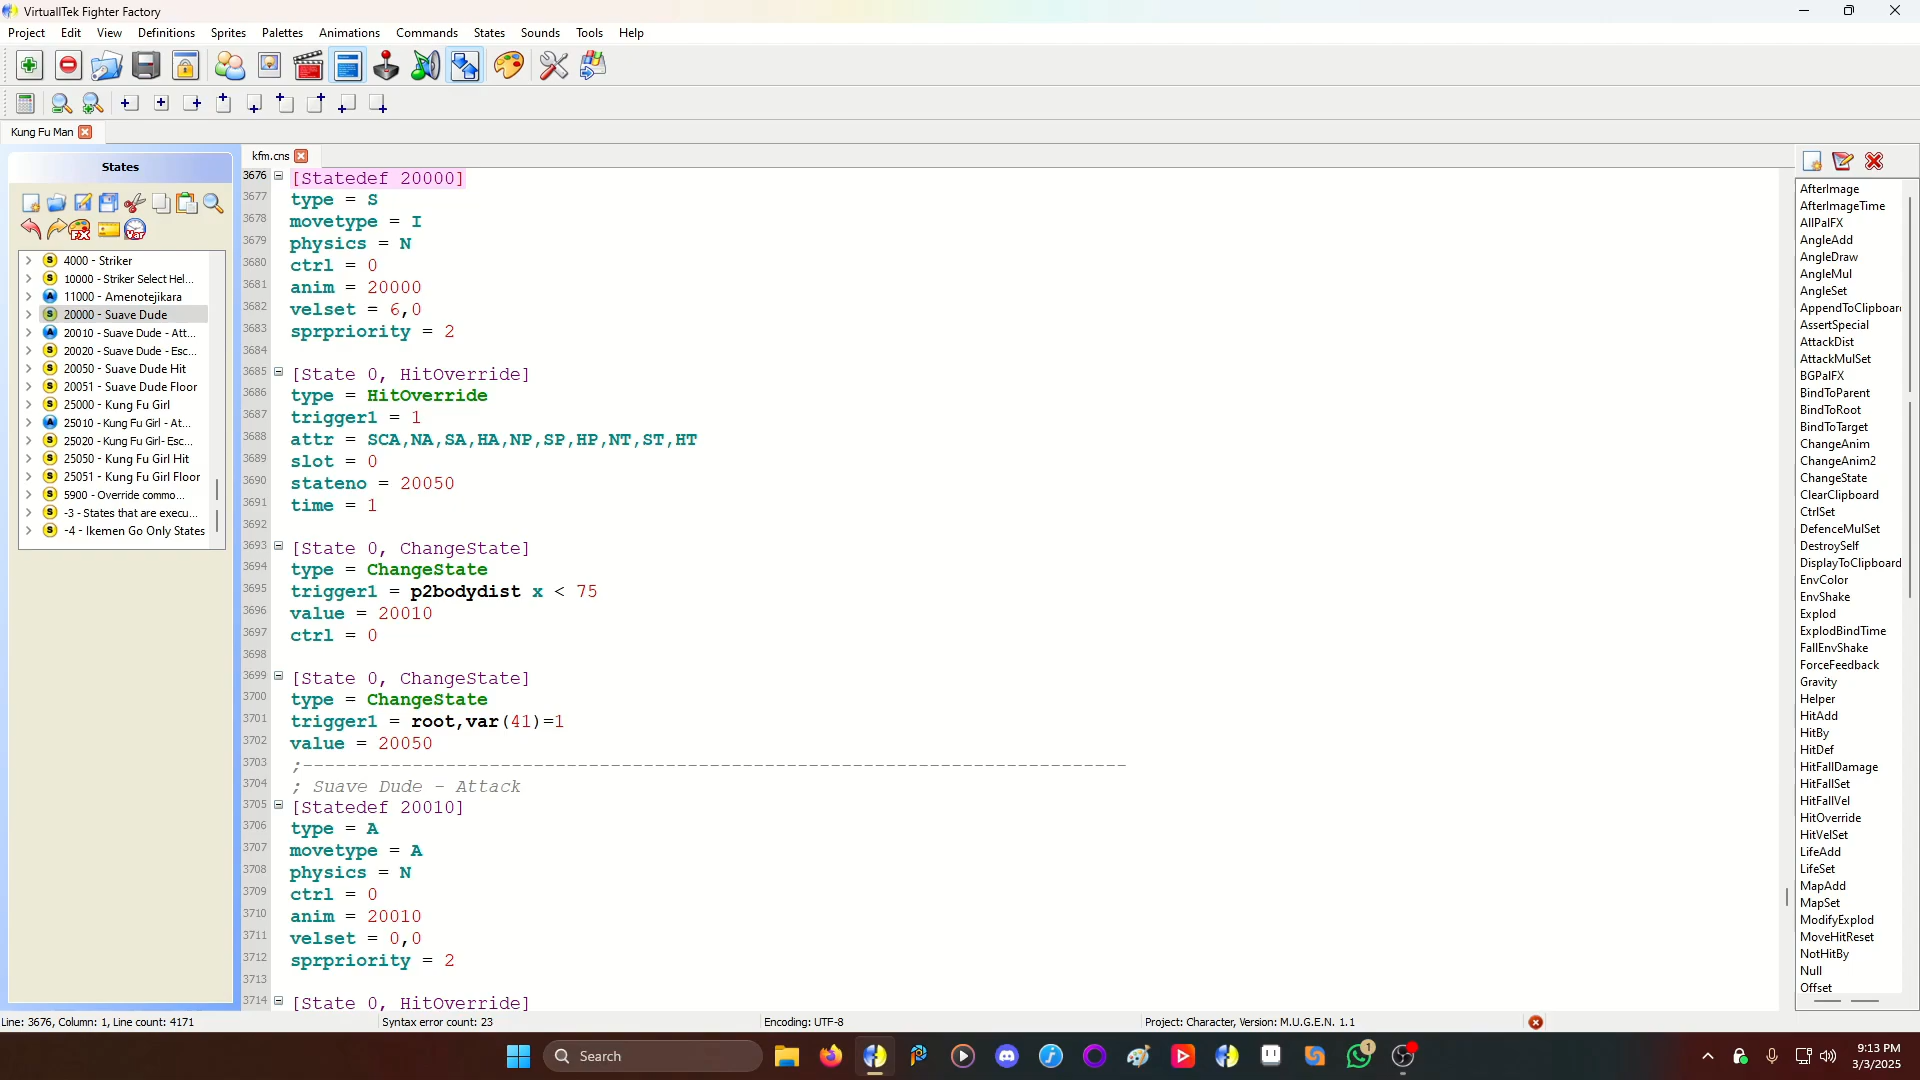 VirtuallTek Fighter Factory
Project Edit View Definitions Sprites Palettes Animations Commands States Sounds Tools Help
Kung Fu Man
States
FX
Var
4000 - Striker
10000 - Striker Select Hel...
11000 - Amenotejikara
20000 - Suave Dude
20010 - Suave Dude - Att...
20020 - Suave Dude - Esc...
20050 - Suave Dude Hit
20051 - Suave Dude Floor
25000 - Kung Fu Girl
25010 - Kung Fu Girl - At...
25020 - Kung Fu Girl- Esc...
25050 - Kung Fu Girl Hit
25051 - Kung Fu Girl Floor
5900 - Override commo...
-3 - States that are execu...
-4 - Ikemen Go Only States
kfm.cns
3676 [Statedef 20000]
3677 type = S
3678 movetype = I
3679 physics = N
3680 ctrl = 0
3681 anim = 20000
3682 velset = 6,0
3683 sprpriority = 2
3684
3685 [State 0, HitOverride]
3686 type = HitOverride
3687 trigger1 = 1
3688 attr = SCA,NA,SA,HA,NP,SP,HP,NT,ST,HT
3689 slot = 0
3690 stateno = 20050
3691 time = 1
3692
3693 [State 0, ChangeState]
3694 type = ChangeState
3695 trigger1 = p2bodydist x < 75
3696 value = 20010
3697 ctrl = 0
3698
3699 [State 0, ChangeState]
3700 type = ChangeState
3701 trigger1 = root,var(41)=1
3702 value = 20050
3703 ;---------------------------------------------------------------------------
3704 ; Suave Dude - Attack
3705 [Statedef 20010]
3706 type = A
3707 movetype = A
3708 physics = N
3709 ctrl = 0
3710 anim = 20010
3711 velset = 0,0
3712 sprpriority = 2
3713
3714 [State 0, HitOverride]
AfterImage
AfterImageTime
AllPalFX
AngleAdd
AngleDraw
AngleMul
AngleSet
AppendToClipboar
AssertSpecial
AttackDist
AttackMulSet
BGPalFX
BindToParent
BindToRoot
BindToTarget
ChangeAnim
ChangeAnim2
ChangeState
ClearClipboard
CtrlSet
DefenceMulSet
DestroySelf
DisplayToClipboard
EnvColor
EnvShake
Explod
ExplodBindTime
FallEnvShake
ForceFeedback
Gravity
Helper
HitAdd
HitBy
HitDef
HitFallDamage
HitFallSet
HitFallVel
HitOverride
HitVelSet
LifeAdd
LifeSet
MapAdd
MapSet
ModifyExplod
MoveHitReset
NotHitBy
Null
Offset
Line: 3676, Column: 1, Line count: 4171 Syntax error count: 23 Encoding: UTF-8 Project: Character, Version: M.U.G.E.N. 1.1
Search
1
9:13 PM
3/3/2025